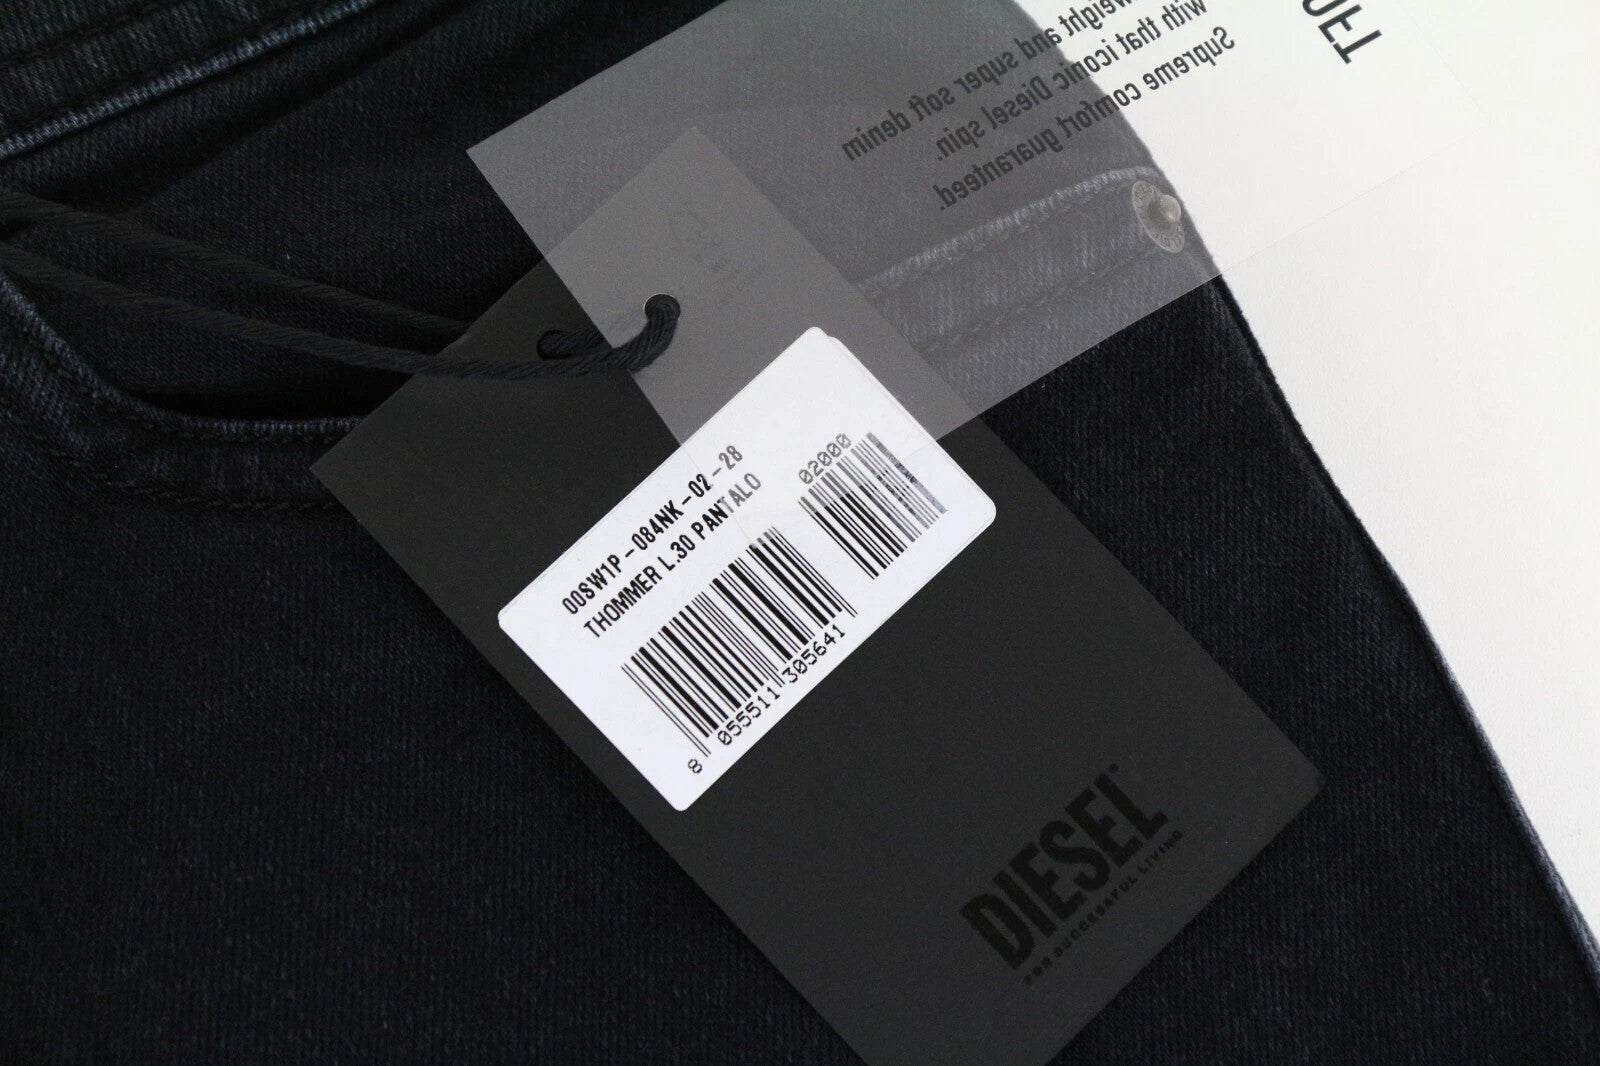 JET
weight and super soft denim
with that iconic Diesel spin.
Supreme comfort guaranteed.
00SW1P-084NK-02-28
THOMMER L.30 PANTALO
02000
8 055511 305641
DIESEL
FOR SUCCESSFUL LIVING